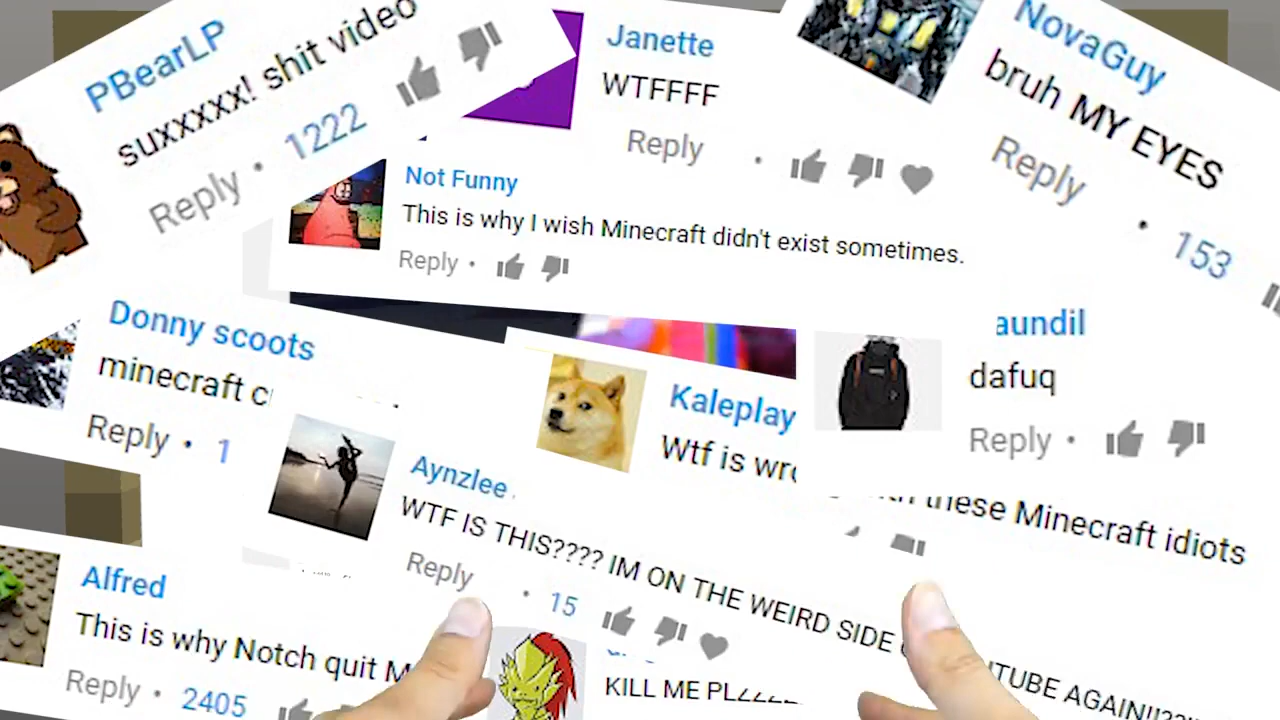 PBearLP
suxxxxx! shit video
Reply • 1222
Janette
WTFFFF
Reply •
NovaGuy
bruh MY EYES
Reply • 153
Not Funny
This is why I wish Minecraft didn't exist sometimes.
Reply •
Donny scoots
minecraft
Reply • 1
Kaleplay
Wtf is
these Minecraft idiots
aundil
dafuq
Reply •
Aynzlee
WTF IS THIS???? IM ON THE WEIRD SIDE
AGAIN!!??
Reply • 15
Alfred
This is why Notch quit
Reply • 2405
KILL ME PLZZZZ